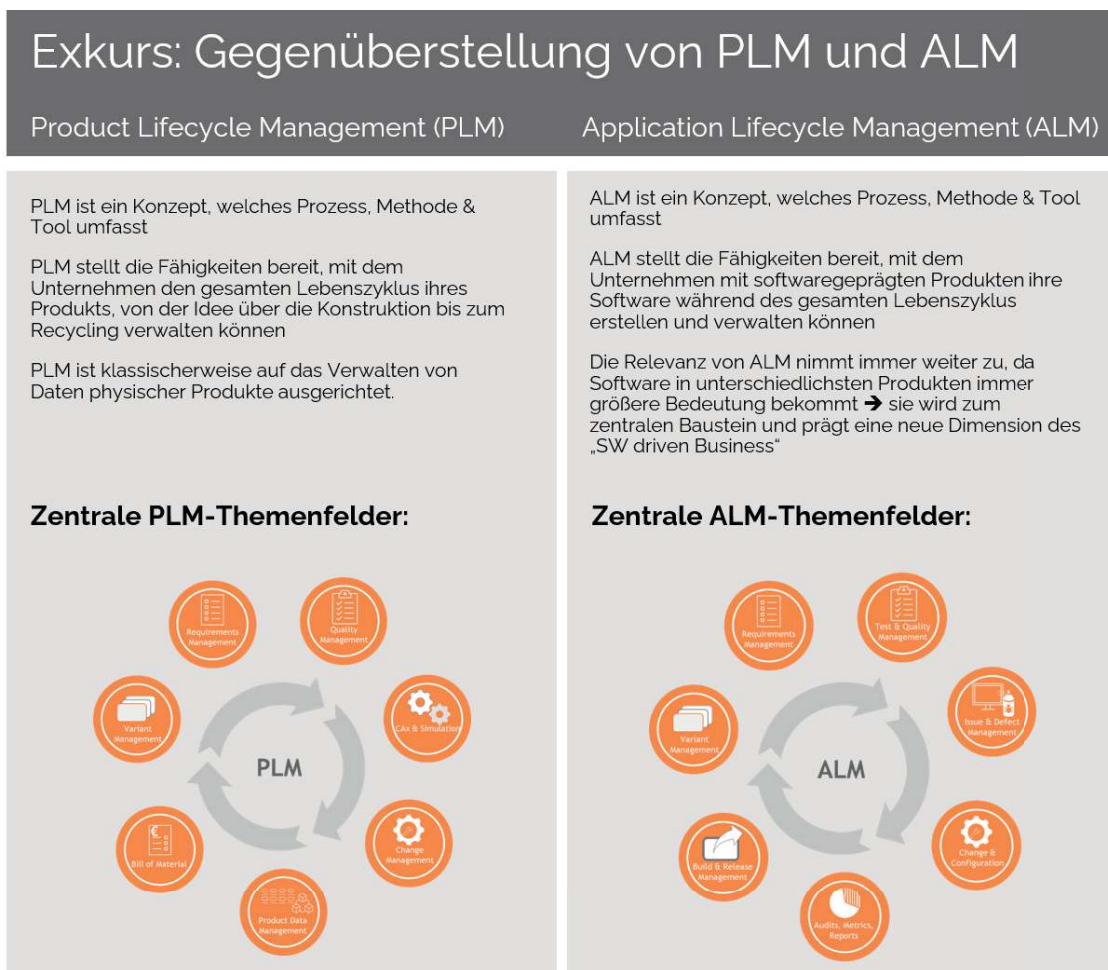 Exkurs: Gegenüberstellung von PLM und ALM
Product Lifecycle Management (PLM)
Application Lifecycle Management (ALM)
PLM ist ein Konzept, welches Prozess, Methode &
Tool umfasst
PLM stellt die Fähigkeiten bereit, mit dem
Unternehmen den gesamten Lebenszyklus ihres
Produkts, von der Idee über die Konstruktion bis zum
Recycling verwalten können
PLM ist klassischerweise auf das Verwalten von
Daten physischer Produkte ausgerichtet.
Zentrale PLM-Themenfelder:
Requirements
Management
Quality
Management
Variant
Management
CAx & Simulation
PLM
Bill of Material
Change
Management
Product Data
Management
ALM ist ein Konzept, welches Prozess, Methode & Tool
umfasst
ALM stellt die Fähigkeiten bereit, mit dem
Unternehmen mit softwaregeprägten Produkten ihre
Software während des gesamten Lebenszyklus
erstellen und verwalten können
Die Relevanz von ALM nimmt immer weiter zu, da
Software in unterschiedlichsten Produkten immer
größere Bedeutung bekommt ➔ sie wird zum
zentralen Baustein und prägt eine neue Dimension des
„SW driven Business“
Zentrale ALM-Themenfelder:
Requirements
Management
Test & Quality
Management
Variant
Management
Issue & Defect
Management
ALM
Build & Release
Management
Change &
Configuration
Audits, Metrics,
Reports